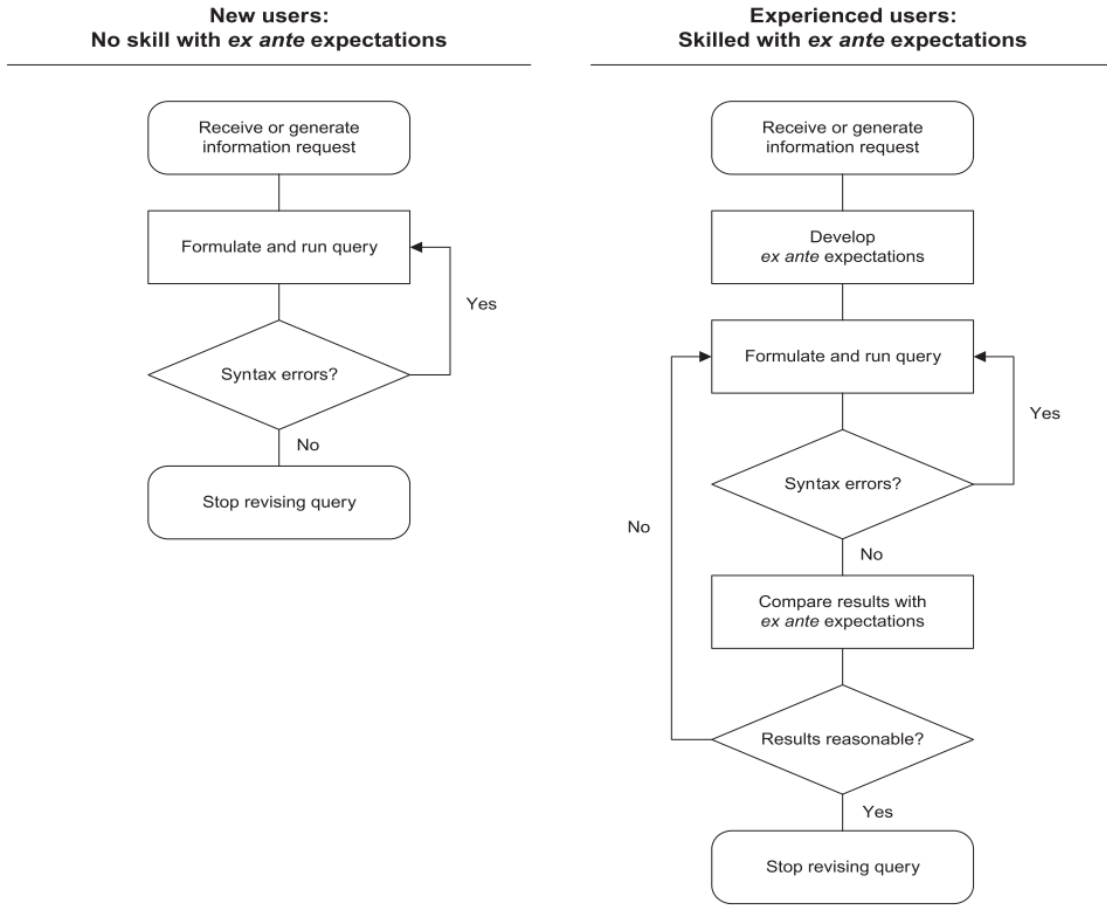 New users:
No skill with ex ante expectations
Receive or generate
information request
Formulate and run query
Yes
Syntax errors?
No
Stop revising query
Experienced users:
Skilled with ex ante expectations
Receive or generate
information request
Develop
ex ante expectations
Formulate and run query
Yes
Syntax errors?
No
No
Compare results with
ex ante expectations
Results reasonable?
Yes
Stop revising query